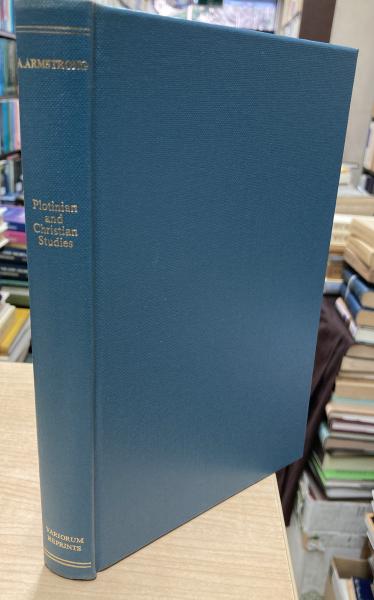 A.ARMSTRONG
Plotinian
and
Christian
Studies
VARIORUM
REPRINTS